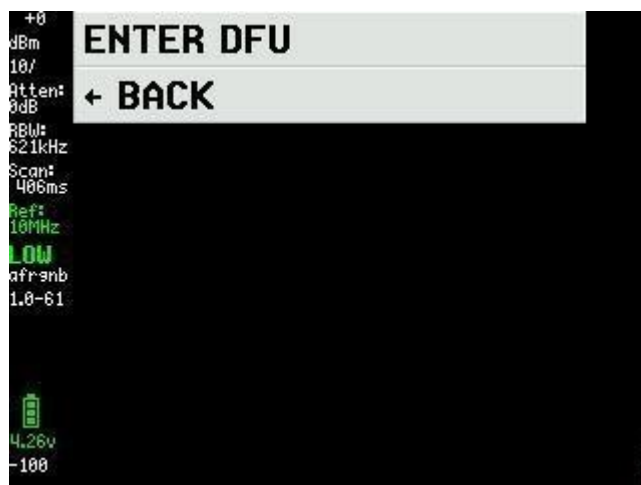 +0
dBm
10/
Atten:
0dB
RBW:
621kHz
Scan:
406ms
Ref:
10MHz
LOW
afrgnb
1.0-61
4.26v
-100
ENTER DFU
← BACK